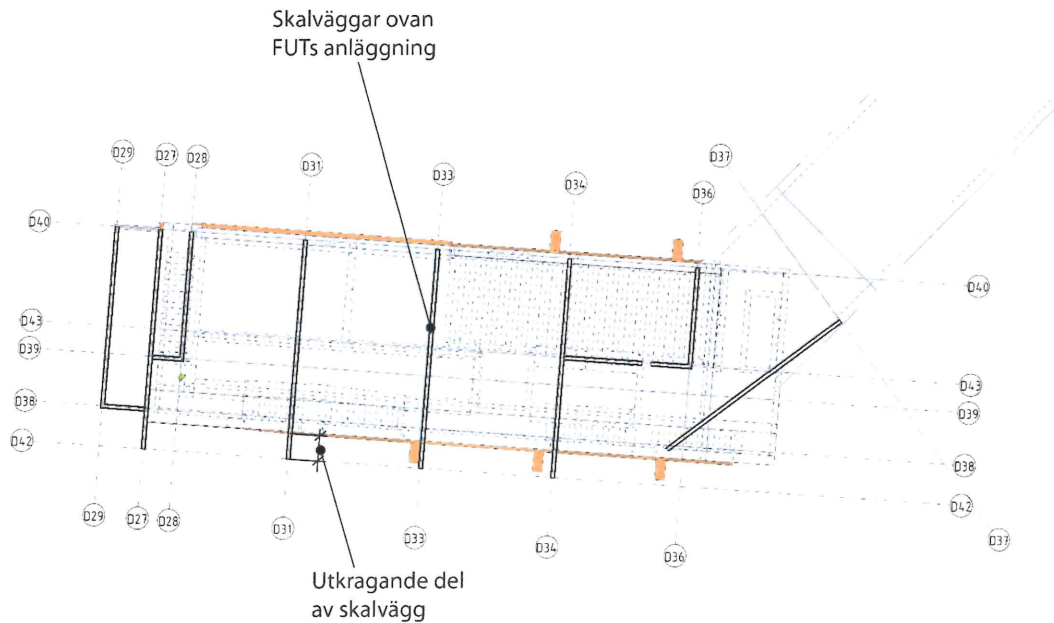 Skalväggar ovan
FUTs anläggning
D29
D27
D28
D31
D33
D34
D37
D36
D40
D40
D43
D39
D38
D42
D43
D39
D38
D42
D37
D29
D27
D28
D31
D33
D34
D36
Utkragande del
av skalvägg